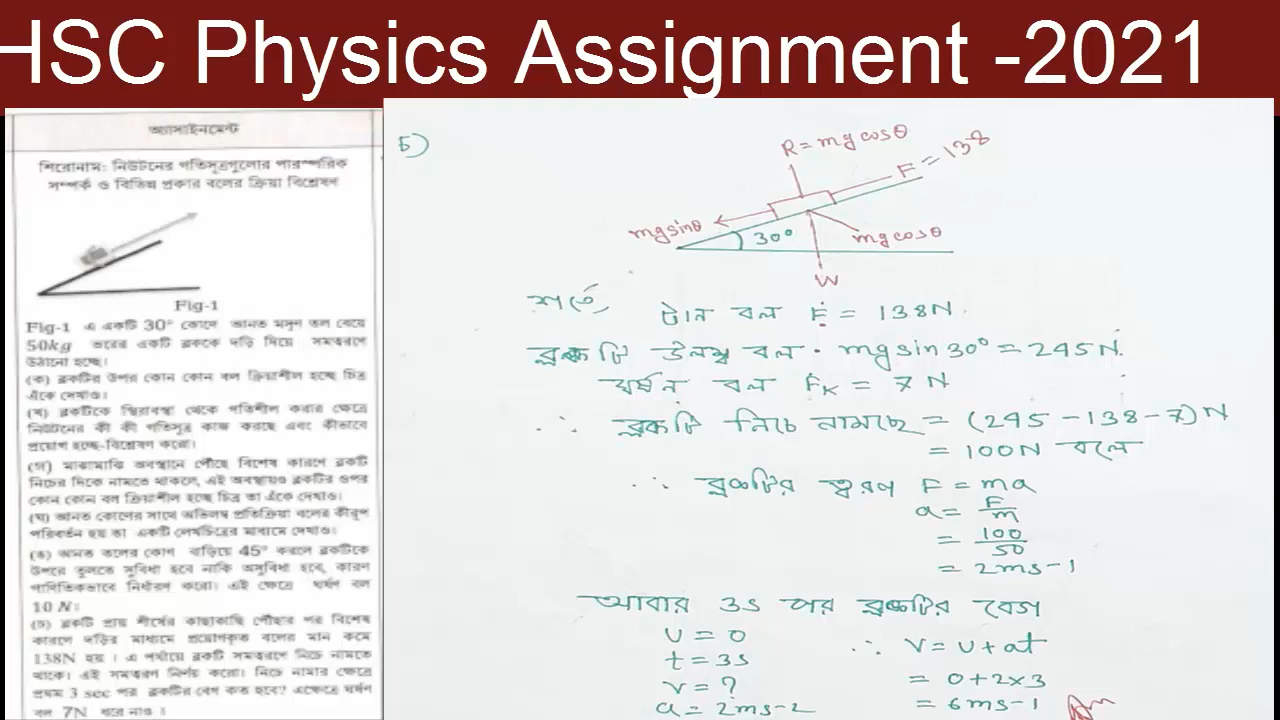 HSC Physics Assignment -2021
অ্যাসাইনমেন্ট
শিরোনাম: নিউটনের গতিসূত্রগুলোর পারস্পরিক
সম্পর্ক ও বিভিন্ন প্রকার বলের ক্রিয়া বিশ্লেষণ
Fig-1
Fig-1 এ একটি 30° কোণে আনত মসৃণ তল বেয়ে
50kg ভরের একটি ব্লককে দড়ি দিয়ে সমত্বরণে
উঠানো হচ্ছে।
(ক) ব্লকটির উপর কোন কোন বল ক্রিয়াশীল হচ্ছে চিত্র
এঁকে দেখাও।
(খ) ব্লকটিকে স্থিরাবস্থা থেকে গতিশীল করার ক্ষেত্রে
নিউটনের কী কী গতিসূত্র কাজ করছে এবং কীভাবে
প্রয়োগ হচ্ছে-বিশ্লেষণ করো।
(গ) মাঝামাঝি অবস্থানে পৌঁছে বিশেষ কারণে ব্লকটি
নিচের দিকে নামতে থাকলে, এই অবস্থায়ও ব্লকটির ওপর
কোন কোন বল ক্রিয়াশীল হচ্ছে চিত্র তা এঁকে দেখাও।
(ঘ) আনত কোণের সাথে অভিলম্ব প্রতিক্রিয়া বলের কীরূপ
পরিবর্তন হয় তা একটি লেখচিত্রের মাধ্যমে দেখাও।
(ঙ) আনত তলের কোণ বাড়িয়ে 45° করলে ব্লকটিকে
উপরে তুলতে সুবিধা হবে নাকি অসুবিধা হবে, কারণ
গাণিতিকভাবে নির্ধারণ করো। এই ক্ষেত্রে ঘর্ষণ বল
10 N।
(চ) ব্লকটি প্রায় শীর্ষের কাছাকাছি পৌঁছার পর বিশেষ
কারণে দড়ির মাধ্যমে প্রয়োগকৃত বলের মান কমে
138N হয়। এ পর্যায়ে ব্লকটি সমত্বরণে নিচে নামতে
থাকে। এই সমত্বরণ নির্ণয় করো। নিচে নামার ক্ষেত্রে
প্রথম 3 sec পর ব্লকটির বেগ কত হবে? এক্ষেত্রে ঘর্ষণ
বল 7N ধরে নাও।
চ)
R = mg cosθ
F = 138
mg sinθ
30°
mg cosθ
W
শর্তে, টান বল F = 138N.
ব্লকটি উলম্ব বল . mg sin 30° = 245N.
ঘর্ষন বল Fk = 7 N
∴ ব্লকটি নিচে নামছে = (245 - 138 - 7) N
= 100N বলে
∴ ব্লকটির ত্বরণ F = ma
a = F/m
= 100/50
= 2ms-1
আবার 3s পর ব্লকটির বেগ
u = 0
t = 3s
v = ?
a = 2ms-2
∴ v = u + at
= 0 + 2×3
= 6ms-1